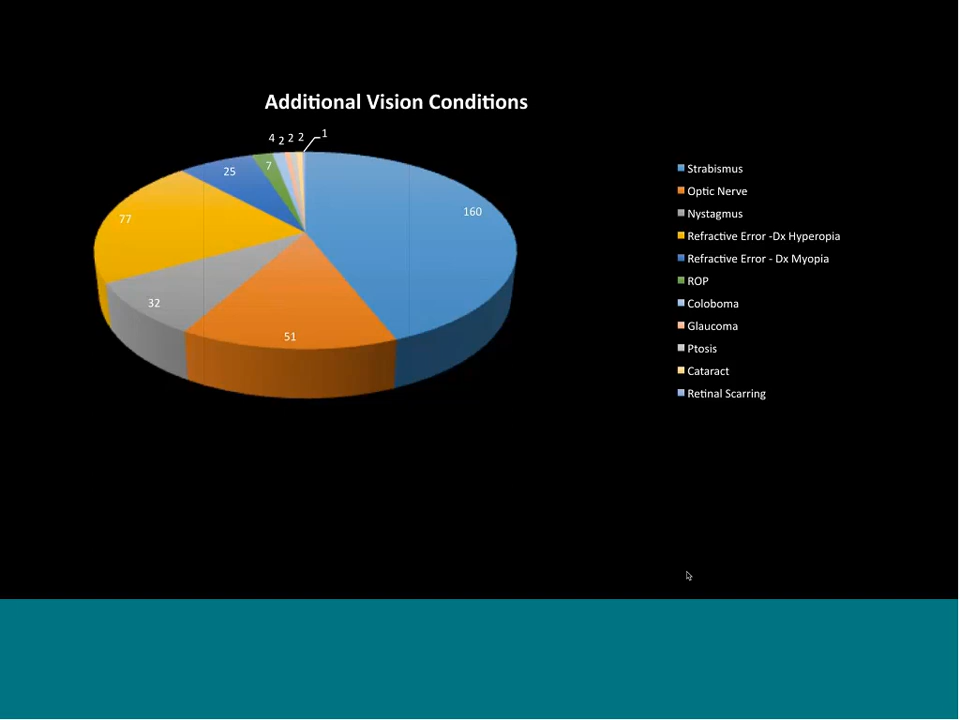 Additional Vision Conditions
4 2 2 2 1
7
25
160
77
32
51
Strabismus
Optic Nerve
Nystagmus
Refractive Error -Dx Hyperopia
Refractive Error - Dx Myopia
ROP
Coloboma
Glaucoma
Ptosis
Cataract
Retinal Scarring